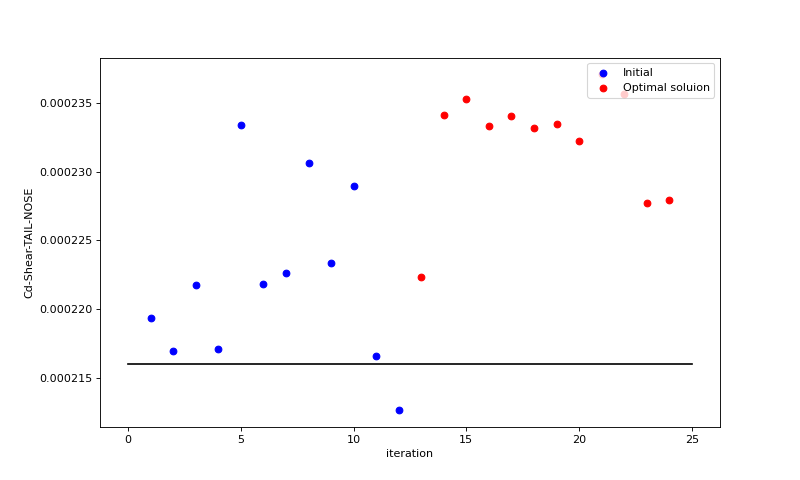 Initial
Optimal soluion
0.000235
0.000230
0.000225
0.000220
0.000215
Cd-Shear-TAIL-NOSE
0 5 10 15 20 25
iteration